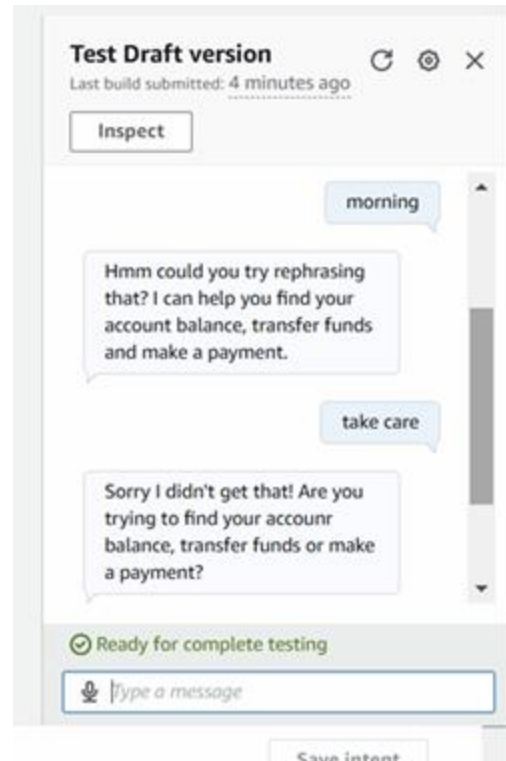 Test Draft version
Last build submitted: 4 minutes ago
Inspect
morning
Hmm could you try rephrasing
that? I can help you find your
account balance, transfer funds
and make a payment.
take care
Sorry I didn't get that! Are you
trying to find your accounr
balance, transfer funds or make
a payment?
Ready for complete testing
Type a message
Save intent